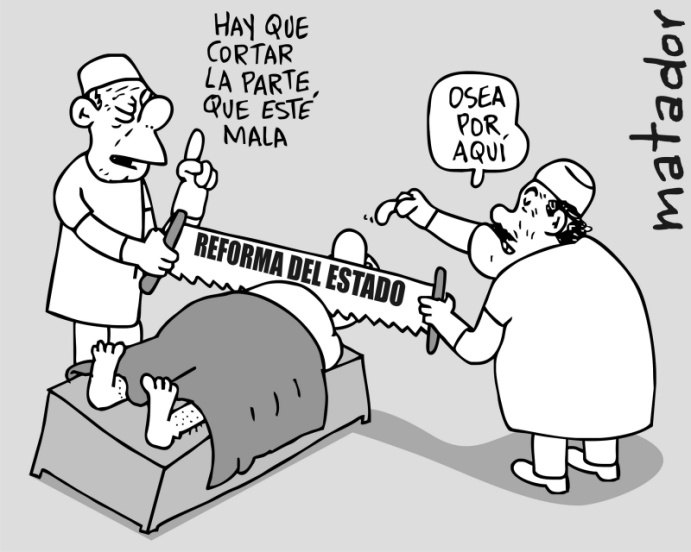 HAY QUE
CORTAR
LA PARTE,
QUE ESTÉ
MALA
OSEA
POR
AQUÍ
REFORMA DEL ESTADO
matador